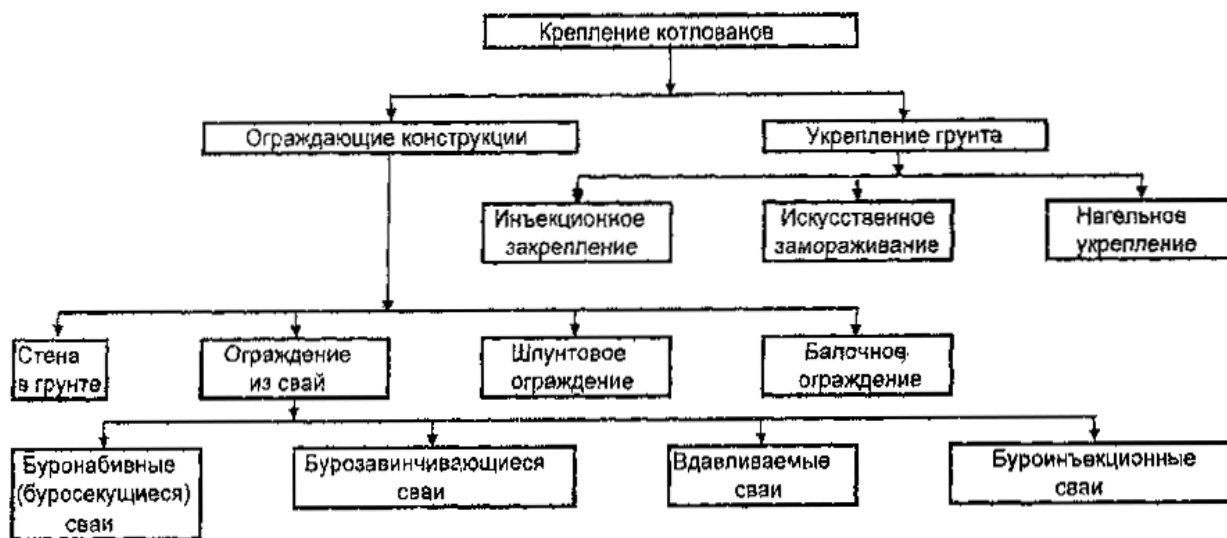 Крепление котлованов
Ограждающие конструкции
Укрепление грунта
Инъекционное
закрепление
Искусственное
замораживание
Нагельное
укрепление
Стена
в грунте
Ограждение
из свай
Шпунтовое
ограждение
Балочное
ограждение
Буронабивные
(буросекущиеся)
сваи
Бурозавинчивающиеся
сваи
Вдавливаемые
сваи
Буроинъекционные
сваи